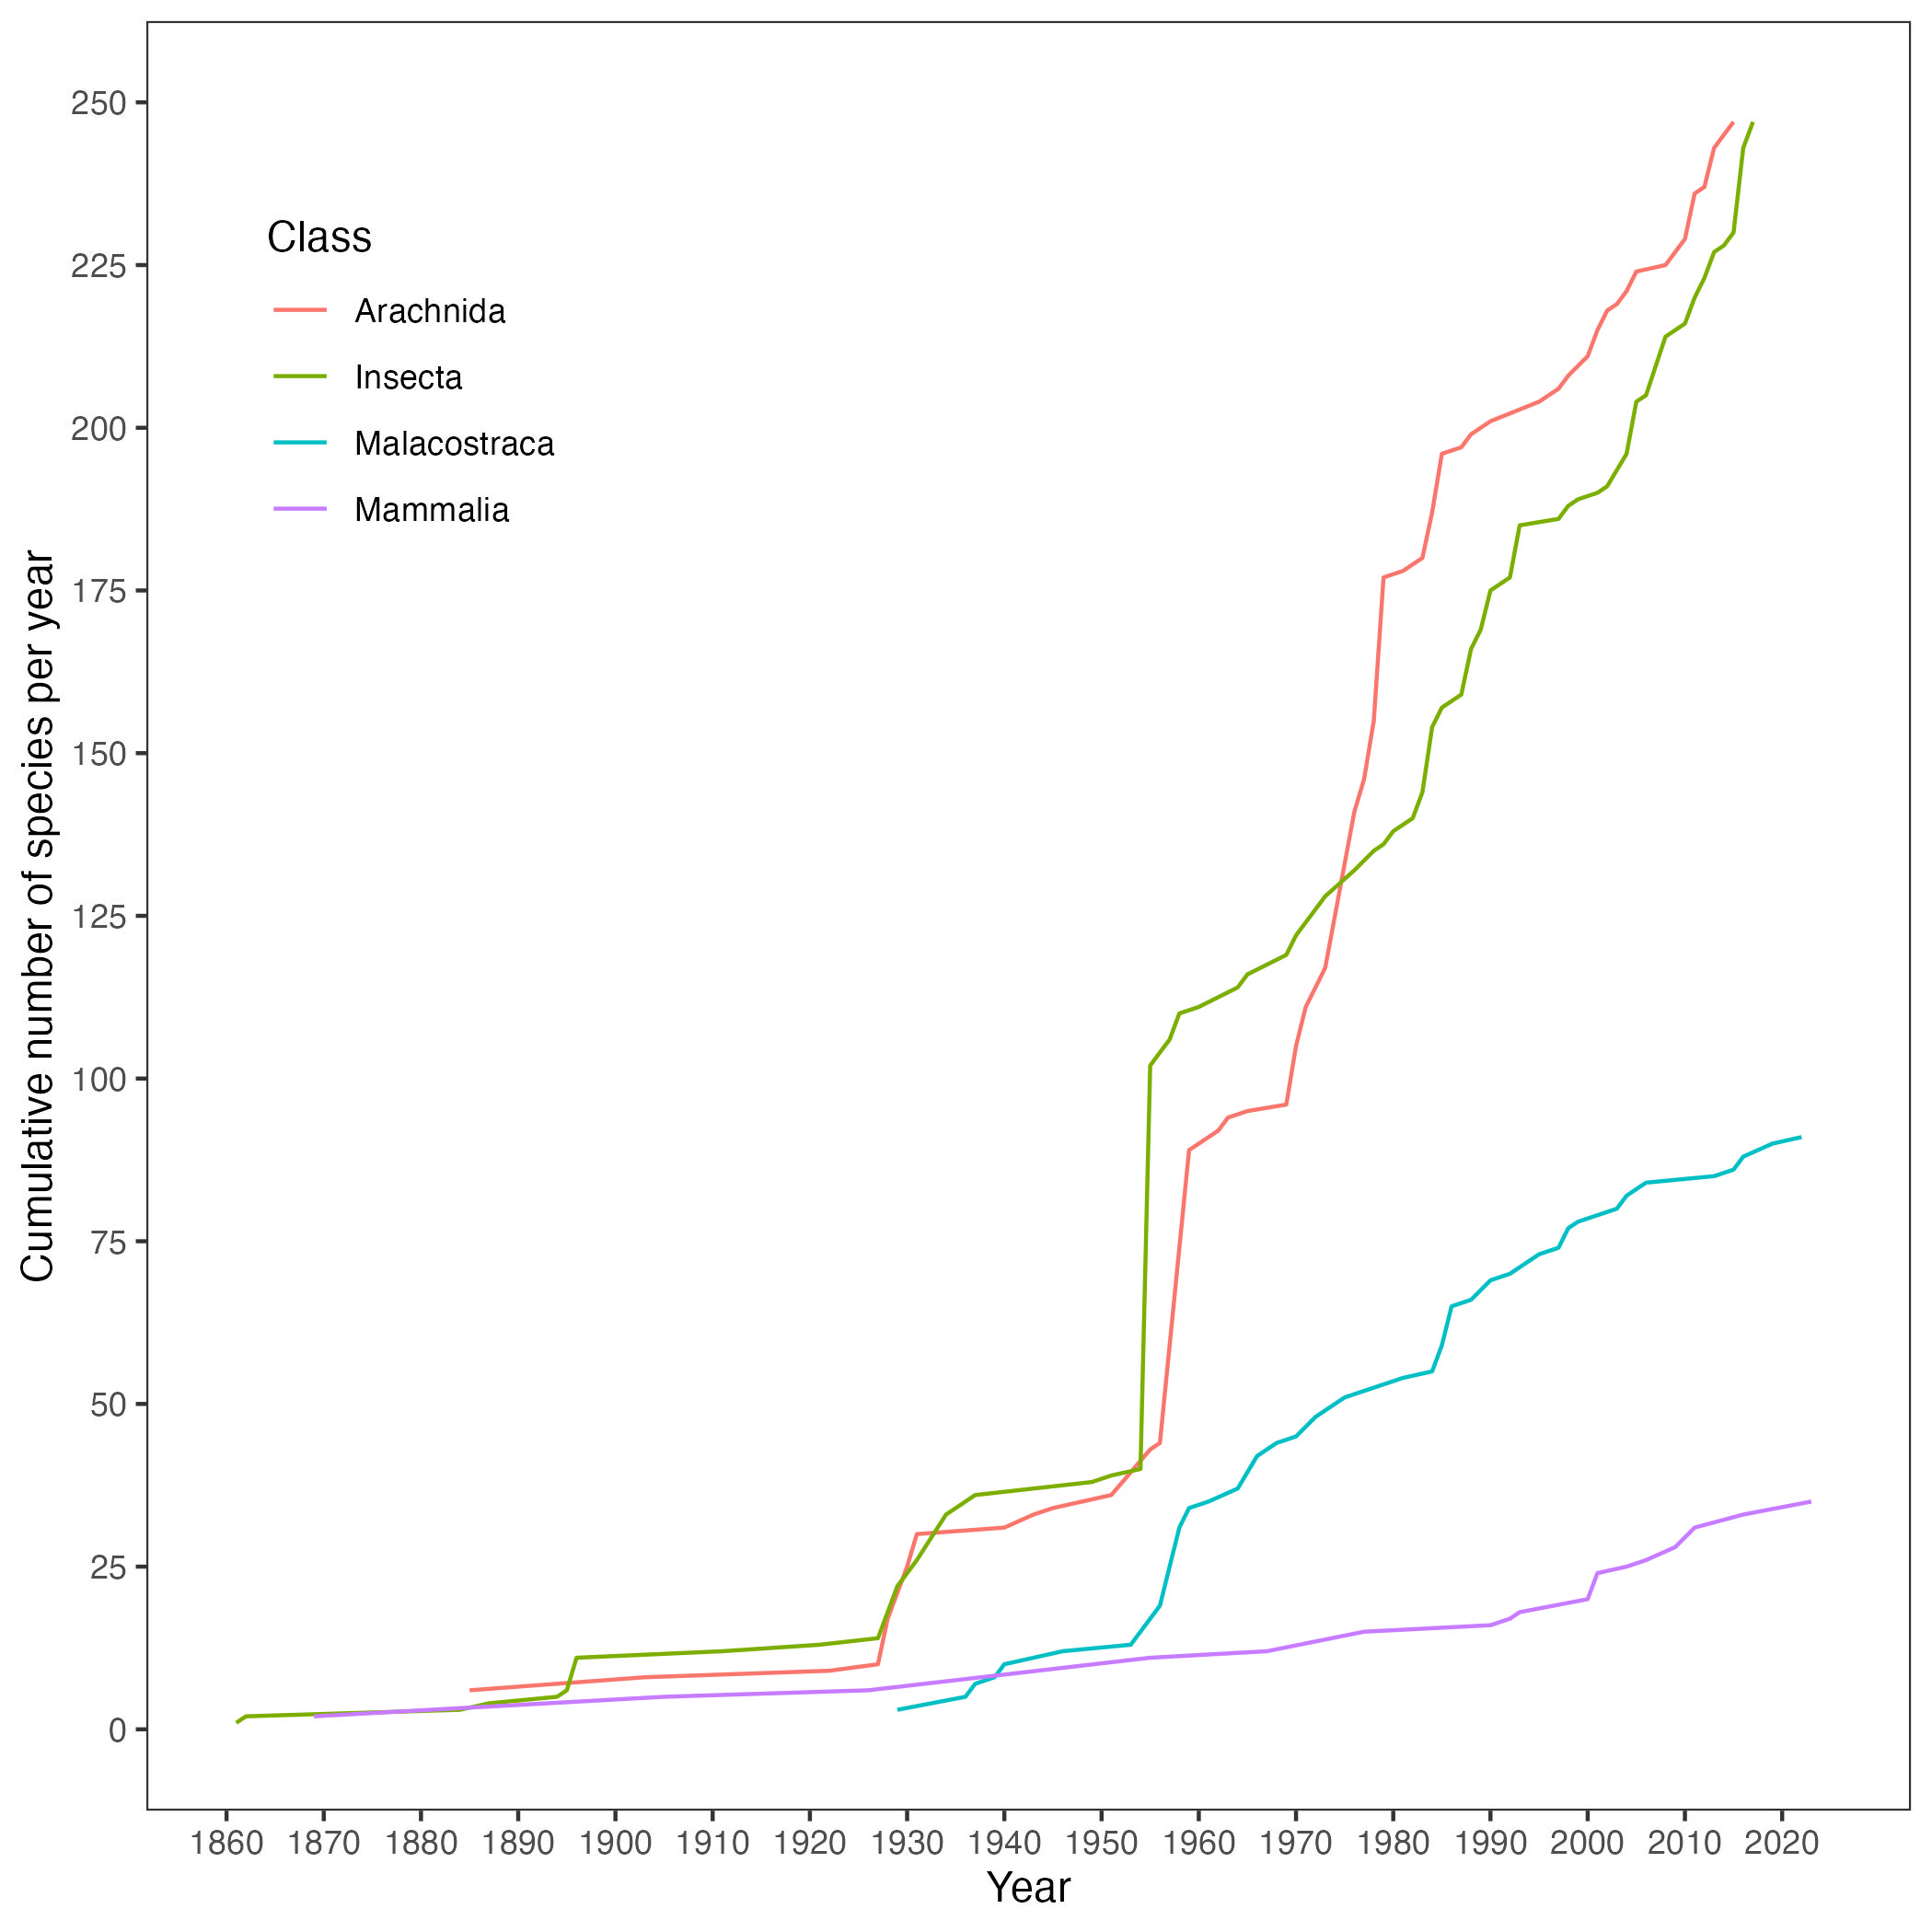 Cumulative number of species per year
250
225
200
175
150
125
100
75
50
25
0
Class
Arachnida
Insecta
Malacostraca
Mammalia
1860 1870 1880 1890 1900 1910 1920 1930 1940 1950 1960 1970 1980 1990 2000 2010 2020
Year